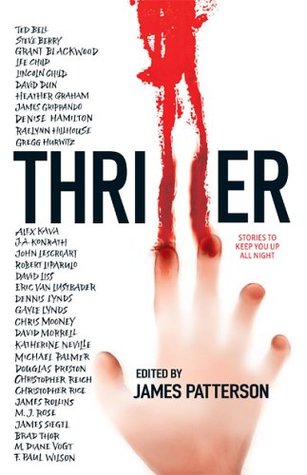 TED BELL
STEVE BERRY
GRANT BLACKWOOD
LEE CHILD
LINCOLN CHILD
DAVID DUN
HEATHER GRAHAM
JAMES GRIPPANDO
DENISE HAMILTON
RAELYNN HILLHOUSE
GREGG HURWITZ
THRILLER
STORIES TO
KEEP YOU UP
ALL NIGHT
ALEX KAVA
J.A. KONRATH
JOHN LESCROART
ROBERT LIPARULO
DAVID LISS
ERIC VAN LUSTBADER
DENNIS LYNDS
GAYLE LYNDS
CHRIS MOONEY
DAVID MORRELL
KATHERINE NEVILLE
MICHAEL PALMER
DOUGLAS PRESTON
CHRISTOPHER REICH
CHRISTOPHER RICE
JAMES ROLLINS
M. J. ROSE
JAMES SIEGEL
BRAD THOR
M. DIANE VOGT
F. PAUL WILSON
EDITED BY
JAMES PATTERSON